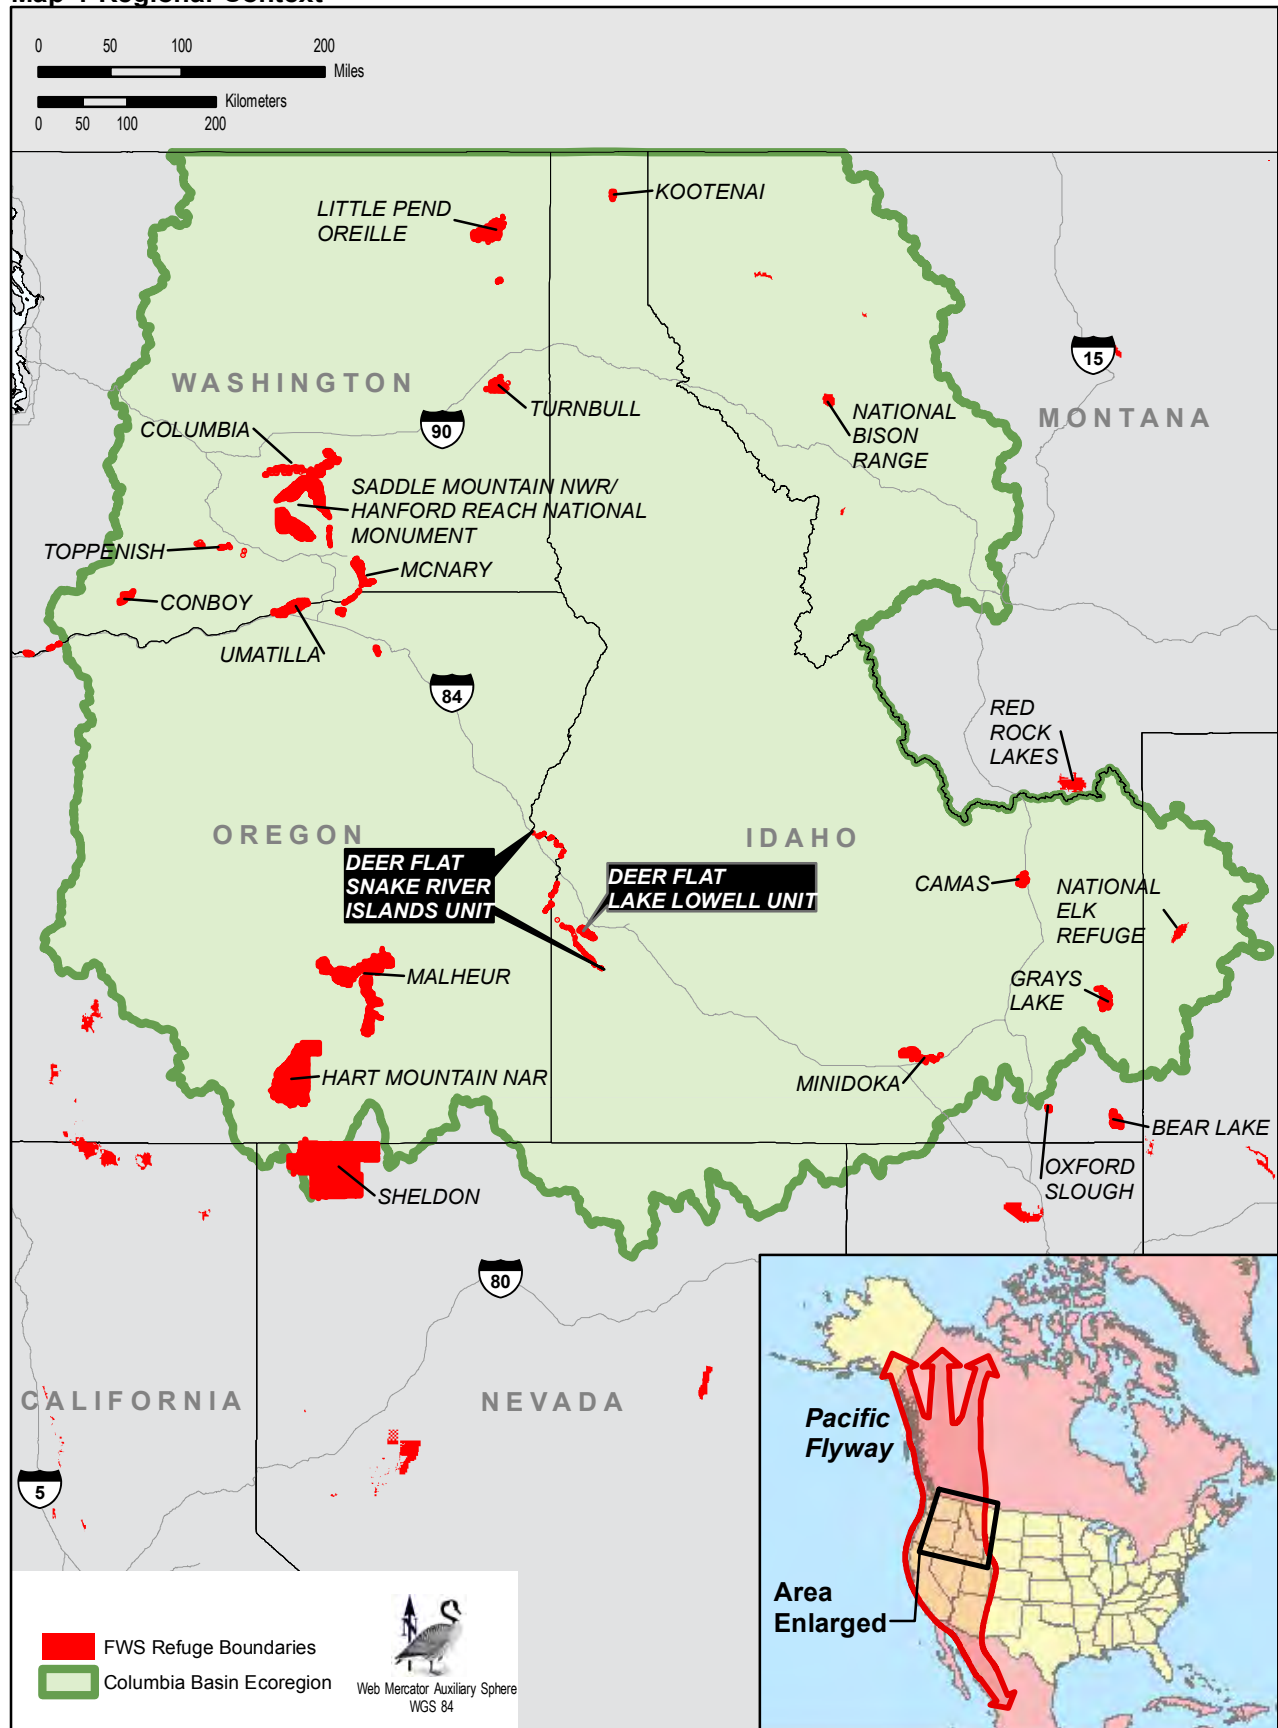 Map 1 Regional Context
0 50 100 200
Miles
Kilometers
0 50 100 200
KOOTENAI
LITTLE PEND
OREILLE
15
WASHINGTON
TURNBULL
MONTANA
NATIONAL
BISON
RANGE
COLUMBIA
90
SADDLE MOUNTAIN NWR/
HANFORD REACH NATIONAL
MONUMENT
TOPPENISH
MCNARY
CONBOY
UMATILLA
84
RED
ROCK
LAKES
OREGON
IDAHO
DEER FLAT
SNAKE RIVER
ISLANDS UNIT
DEER FLAT
LAKE LOWELL UNIT
CAMAS
NATIONAL
ELK
REFUGE
MALHEUR
GRAYS
LAKE
HART MOUNTAIN NAR
MINIDOKA
BEAR LAKE
OXFORD
SLOUGH
SHELDON
80
CALIFORNIA
NEVADA
5
Pacific
Flyway
Area
Enlarged
FWS Refuge Boundaries
Columbia Basin Ecoregion
N
Web Mercator Auxiliary Sphere
WGS 84